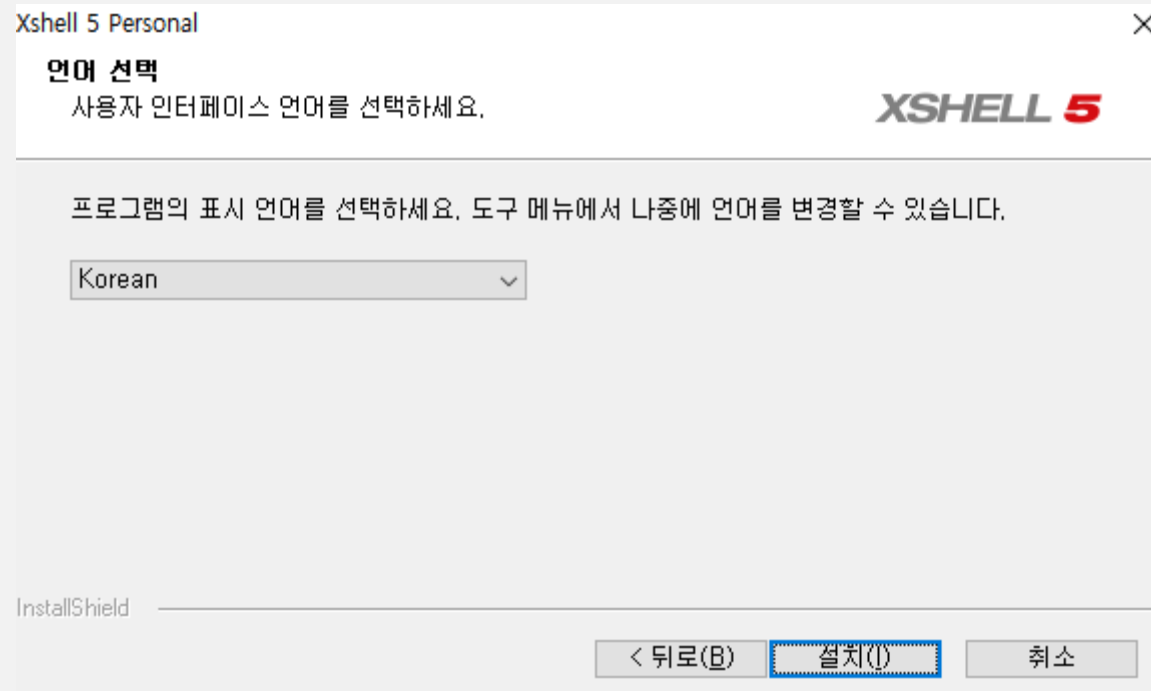 Xshell 5 Personal
언어 선택
사용자 인터페이스 언어를 선택하세요.
XSHELL 5
프로그램의 표시 언어를 선택하세요. 도구 메뉴에서 나중에 언어를 변경할 수 있습니다.
Korean
InstallShield
< 뒤로(B) 설치(I) 취소